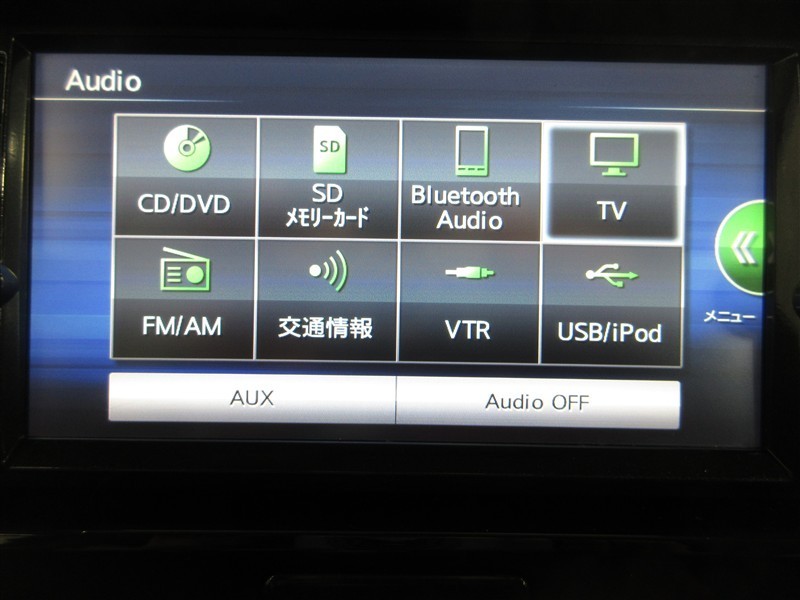 Audio
SD
CD/DVD
SD
メモリーカード
Bluetooth
Audio
TV
FM/AM
交通情報
VTR
USB/iPod
メニュー
AUX
Audio OFF